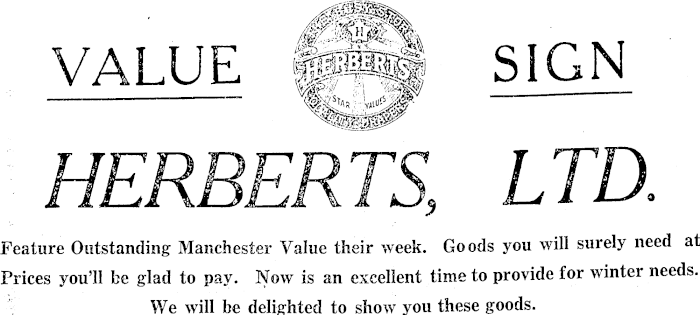 VALUE SIGN
HERBERTS
STAR VALUES
HERBERTS, LTD.
Feature Outstanding Manchester Value their week. Goods you will surely need at
Prices you'll be glad to pay. Now is an excellent time to provide for winter needs.
We will be delighted to show you these goods.